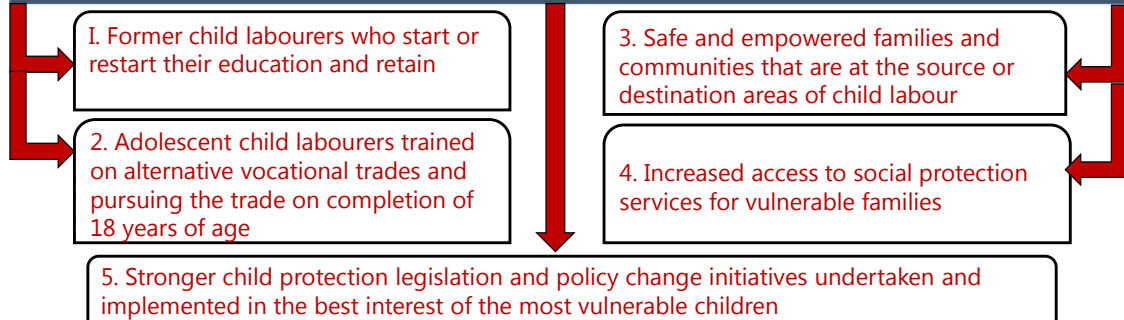 I. Former child labourers who start or
restart their education and retain
2. Adolescent child labourers trained
on alternative vocational trades and
pursuing the trade on completion of
18 years of age
3. Safe and empowered families and
communities that are at the source or
destination areas of child labour
4. Increased access to social protection
services for vulnerable families
5. Stronger child protection legislation and policy change initiatives undertaken and
implemented in the best interest of the most vulnerable children